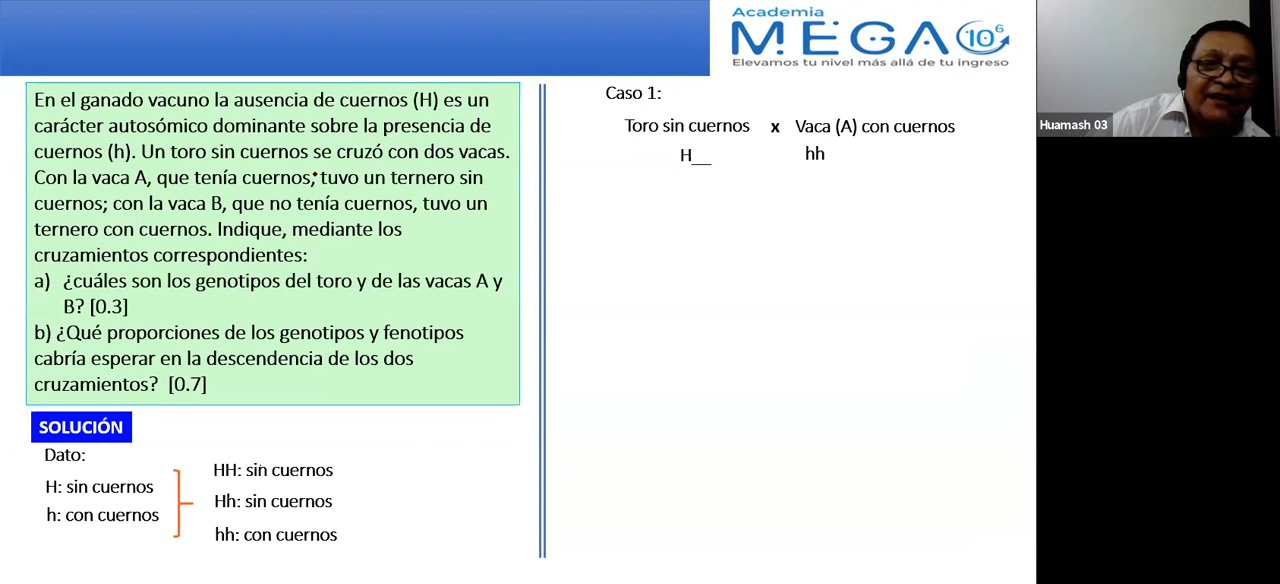 Academia
MEGA 10⁶
Elevamos tu nivel más allá de tu ingreso
Huamash 03
En el ganado vacuno la ausencia de cuernos (H) es un
carácter autosómico dominante sobre la presencia de
cuernos (h). Un toro sin cuernos se cruzó con dos vacas.
Con la vaca A, que tenía cuernos, tuvo un ternero sin
cuernos; con la vaca B, que no tenía cuernos, tuvo un
ternero con cuernos. Indique, mediante los
cruzamientos correspondientes:
a) ¿cuáles son los genotipos del toro y de las vacas A y
B? [0.3]
b) ¿Qué proporciones de los genotipos y fenotipos
cabría esperar en la descendencia de los dos
cruzamientos? [0.7]
SOLUCIÓN
Dato:
H: sin cuernos
h: con cuernos
HH: sin cuernos
Hh: sin cuernos
hh: con cuernos
Caso 1:
Toro sin cuernos x Vaca (A) con cuernos
H__ hh